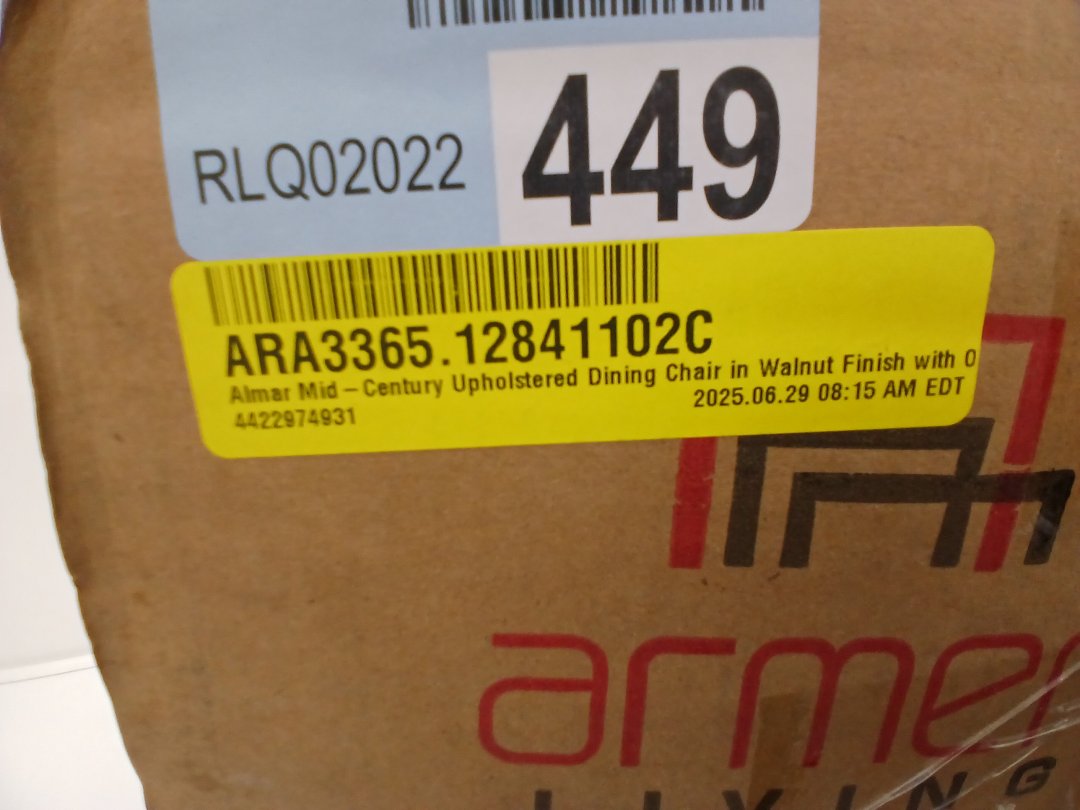 449
RLQ02022
ARA3365.12841102C
Almar Mid-Century Upholstered Dining Chair in Walnut Finish with O
2025.06.29 08:15 AM EDT
4422974931
armen
LIVING